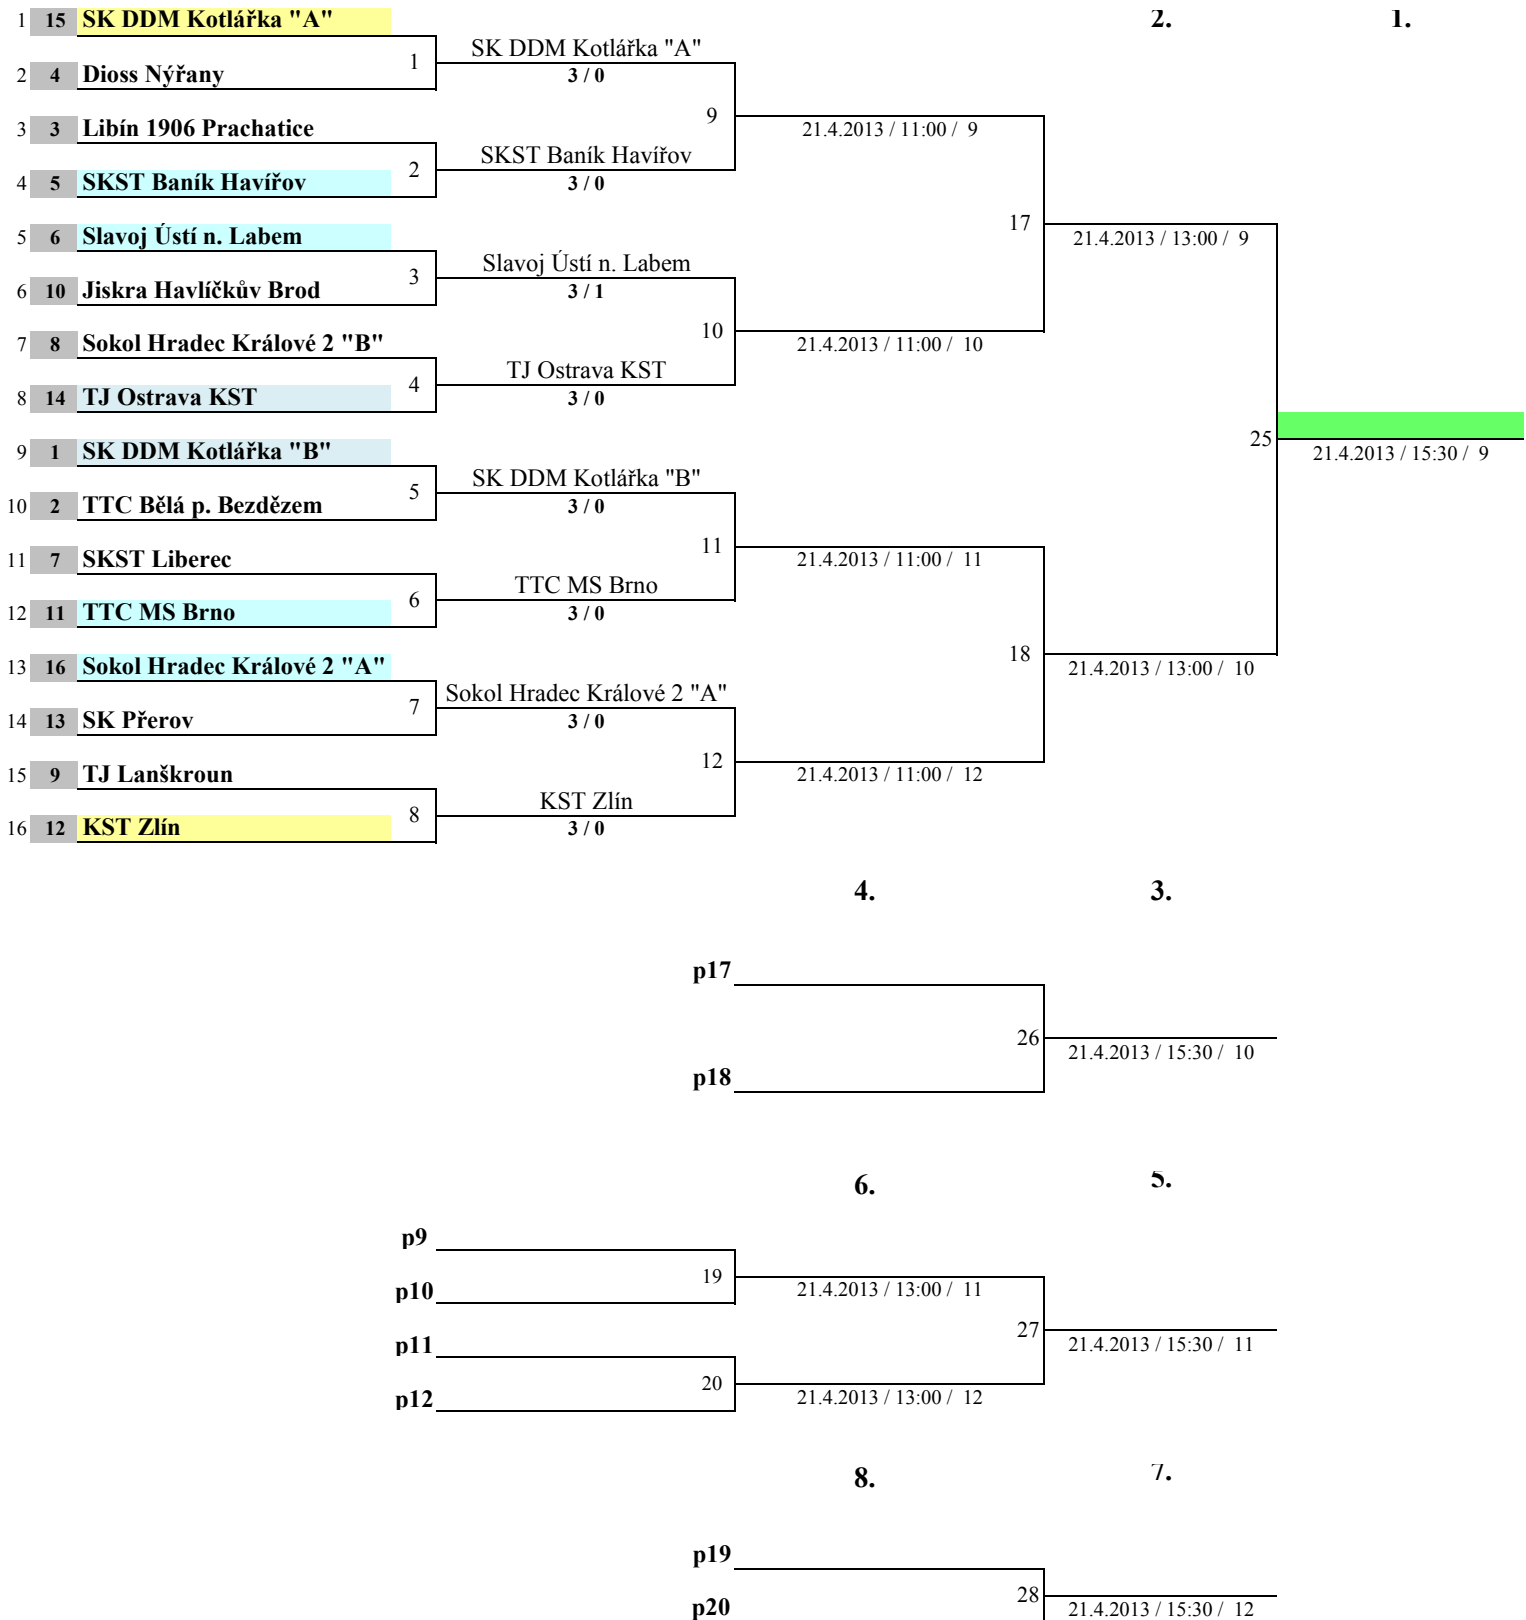 2. 1.
1 15 SK DDM Kotlářka "A"
1 SK DDM Kotlářka "A"
3 / 0
2 4 Dioss Nýřany
9 21.4.2013 / 11:00 / 9
3 3 Libín 1906 Prachatice
2 SKST Baník Havířov
3 / 0
4 5 SKST Baník Havířov
17 21.4.2013 / 13:00 / 9
5 6 Slavoj Ústí n. Labem
3 Slavoj Ústí n. Labem
3 / 1
6 10 Jiskra Havlíčkův Brod
10 21.4.2013 / 11:00 / 10
7 8 Sokol Hradec Králové 2 "B"
4 TJ Ostrava KST
3 / 0
8 14 TJ Ostrava KST
25 21.4.2013 / 15:30 / 9
9 1 SK DDM Kotlářka "B"
5 SK DDM Kotlářka "B"
3 / 0
10 2 TTC Bělá p. Bezdězem
11 21.4.2013 / 11:00 / 11
11 7 SKST Liberec
6 TTC MS Brno
3 / 0
12 11 TTC MS Brno
18 21.4.2013 / 13:00 / 10
13 16 Sokol Hradec Králové 2 "A"
7 Sokol Hradec Králové 2 "A"
3 / 0
14 13 SK Přerov
12 21.4.2013 / 11:00 / 12
15 9 TJ Lanškroun
8 KST Zlín
3 / 0
16 12 KST Zlín
4. 3.
p17
26 21.4.2013 / 15:30 / 10
p18
6. 5.
p9
19 21.4.2013 / 13:00 / 11
p10
27 21.4.2013 / 15:30 / 11
p11
20 21.4.2013 / 13:00 / 12
p12
8. 7.
p19
28 21.4.2013 / 15:30 / 12
p20